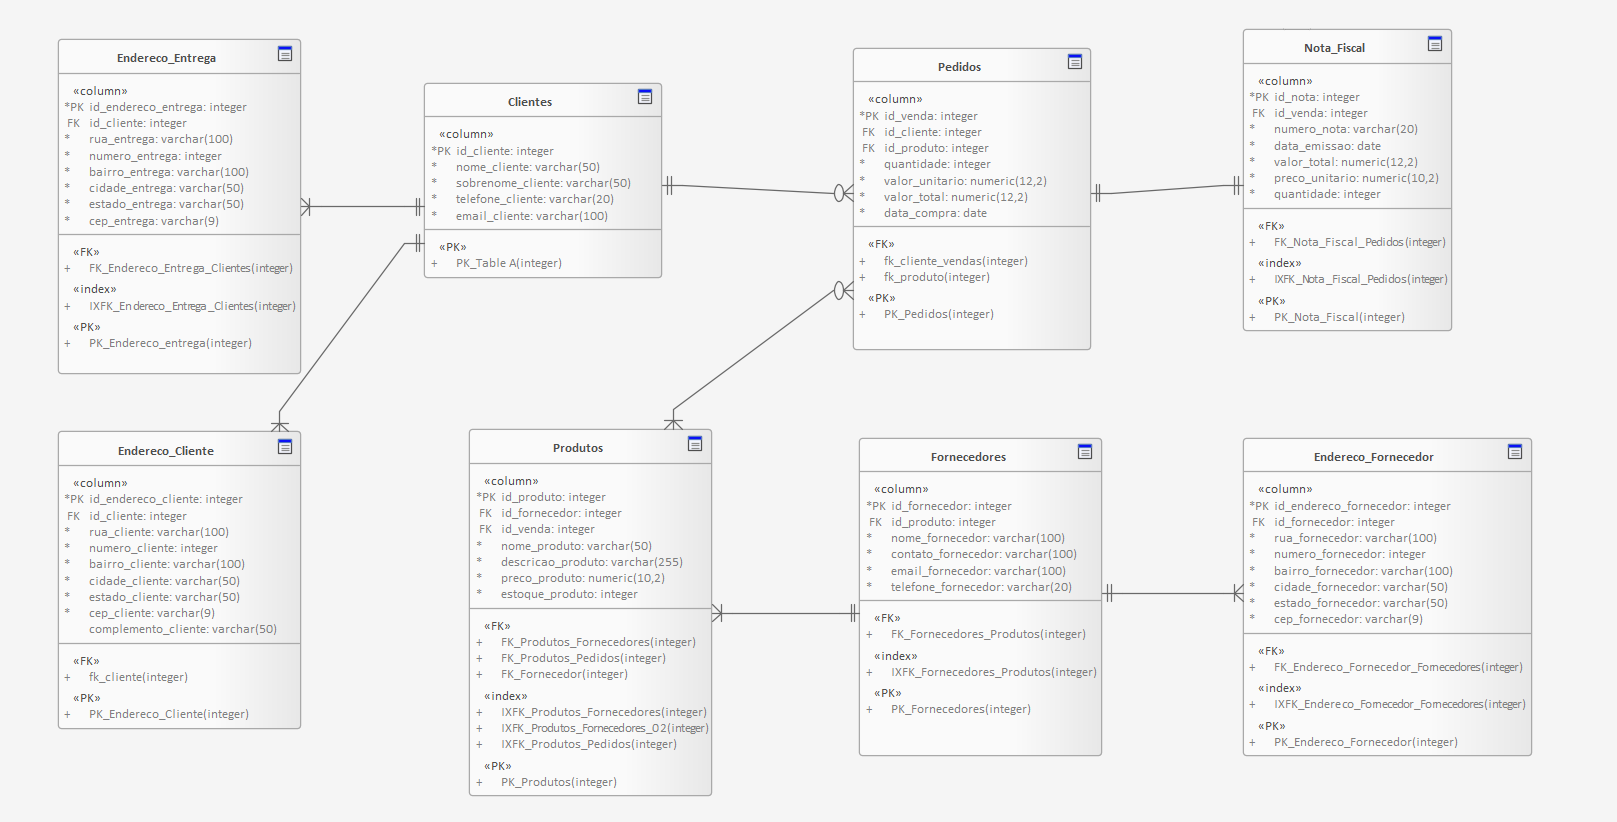 Endereco_Entrega
«column»
*PK id_endereco_entrega: integer
FK id_cliente: integer
* rua_entrega: varchar(100)
* numero_entrega: integer
* bairro_entrega: varchar(100)
* cidade_entrega: varchar(50)
* estado_entrega: varchar(50)
* cep_entrega: varchar(9)
«FK»
+ FK_Endereco_Entrega_Clientes(integer)
«index»
+ IXFK_Endereco_Entrega_Clientes(integer)
«PK»
+ PK_Endereco_entrega(integer)
Clientes
«column»
*PK id_cliente: integer
* nome_cliente: varchar(50)
* sobrenome_cliente: varchar(50)
* telefone_cliente: varchar(20)
* email_cliente: varchar(100)
«PK»
+ PK_Table A(integer)
Pedidos
«column»
*PK id_venda: integer
FK id_cliente: integer
FK id_produto: integer
* quantidade: integer
* valor_unitario: numeric(12,2)
* valor_total: numeric(12,2)
* data_compra: date
«FK»
+ fk_cliente_vendas(integer)
+ fk_produto(integer)
«PK»
+ PK_Pedidos(integer)
Nota_Fiscal
«column»
*PK id_nota: integer
FK id_venda: integer
* numero_nota: varchar(20)
* data_emissao: date
* valor_total: numeric(12,2)
* preco_unitario: numeric(10,2)
* quantidade: integer
«FK»
+ FK_Nota_Fiscal_Pedidos(integer)
«index»
+ IXFK_Nota_Fiscal_Pedidos(integer)
«PK»
+ PK_Nota_Fiscal(integer)
Endereco_Cliente
«column»
*PK id_endereco_cliente: integer
FK id_cliente: integer
* rua_cliente: varchar(100)
* numero_cliente: integer
* bairro_cliente: varchar(100)
* cidade_cliente: varchar(50)
* estado_cliente: varchar(50)
* cep_cliente: varchar(9)
complemento_cliente: varchar(50)
«FK»
+ fk_cliente(integer)
«PK»
+ PK_Endereco_Cliente(integer)
Produtos
«column»
*PK id_produto: integer
FK id_fornecedor: integer
FK id_venda: integer
* nome_produto: varchar(50)
* descricao_produto: varchar(255)
* preco_produto: numeric(10,2)
* estoque_produto: integer
«FK»
+ FK_Produtos_Fornecedores(integer)
+ FK_Produtos_Pedidos(integer)
+ FK_Fornecedor(integer)
«index»
+ IXFK_Produtos_Fornecedores(integer)
+ IXFK_Produtos_Fornecedores_02(integer)
+ IXFK_Produtos_Pedidos(integer)
«PK»
+ PK_Produtos(integer)
Fornecedores
«column»
*PK id_fornecedor: integer
FK id_produto: integer
* nome_fornecedor: varchar(100)
* contato_fornecedor: varchar(100)
* email_fornecedor: varchar(100)
* telefone_fornecedor: varchar(20)
«FK»
+ FK_Fornecedores_Produtos(integer)
«index»
+ IXFK_Fornecedores_Produtos(integer)
«PK»
+ PK_Fornecedores(integer)
Endereco_Fornecedor
«column»
*PK id_endereco_fornecedor: integer
FK id_fornecedor: integer
* rua_fornecedor: varchar(100)
* numero_fornecedor: integer
* bairro_fornecedor: varchar(100)
* cidade_fornecedor: varchar(50)
* estado_fornecedor: varchar(50)
* cep_fornecedor: varchar(9)
«FK»
+ FK_Endereco_Fornecedor_Fornecedores(integer)
«index»
+ IXFK_Endereco_Fornecedor_Fornecedores(integer)
«PK»
+ PK_Endereco_Fornecedor(integer)